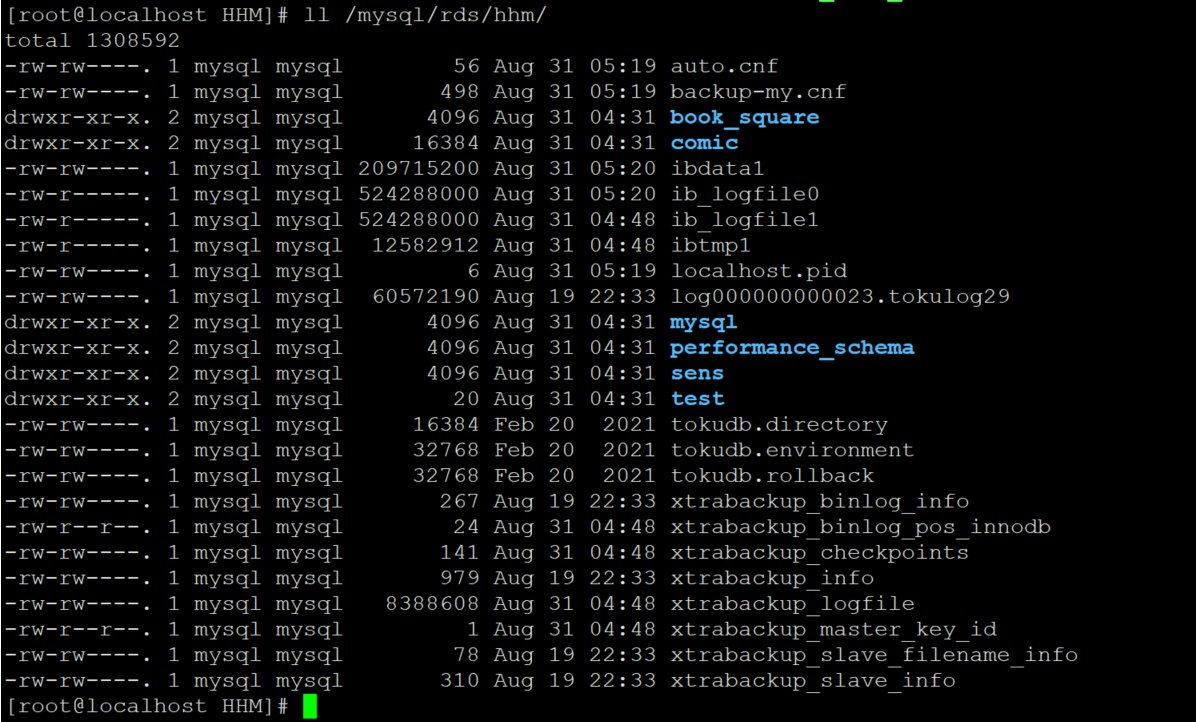 [root@localhost HHM]# ll /mysql/rds/hhm/
total 1308592
-rw-rw----. 1 mysql mysql        56 Aug 31 05:19 auto.cnf
-rw-rw----. 1 mysql mysql       498 Aug 31 05:19 backup-my.cnf
drwxr-xr-x. 2 mysql mysql      4096 Aug 31 04:31 book_square
drwxr-xr-x. 2 mysql mysql     16384 Aug 31 04:31 comic
-rw-rw----. 1 mysql mysql 209715200 Aug 31 05:20 ibdata1
-rw-r-----. 1 mysql mysql 524288000 Aug 31 05:20 ib_logfile0
-rw-r-----. 1 mysql mysql 524288000 Aug 31 04:48 ib_logfile1
-rw-r-----. 1 mysql mysql  12582912 Aug 31 04:48 ibtmp1
-rw-rw----. 1 mysql mysql         6 Aug 31 05:19 localhost.pid
-rw-rw----. 1 mysql mysql  60572190 Aug 19 22:33 log000000000023.tokulog29
drwxr-xr-x. 2 mysql mysql      4096 Aug 31 04:31 mysql
drwxr-xr-x. 2 mysql mysql      4096 Aug 31 04:31 performance_schema
drwxr-xr-x. 2 mysql mysql      4096 Aug 31 04:31 sens
drwxr-xr-x. 2 mysql mysql        20 Aug 31 04:31 test
-rw-rw----. 1 mysql mysql     16384 Feb 20  2021 tokudb.directory
-rw-rw----. 1 mysql mysql     32768 Feb 20  2021 tokudb.environment
-rw-rw----. 1 mysql mysql     32768 Feb 20  2021 tokudb.rollback
-rw-rw----. 1 mysql mysql       267 Aug 19 22:33 xtrabackup_binlog_info
-rw-r--r--. 1 mysql mysql        24 Aug 31 04:48 xtrabackup_binlog_pos_innodb
-rw-rw----. 1 mysql mysql       141 Aug 31 04:48 xtrabackup_checkpoints
-rw-rw----. 1 mysql mysql       979 Aug 19 22:33 xtrabackup_info
-rw-rw----. 1 mysql mysql   8388608 Aug 31 04:48 xtrabackup_logfile
-rw-r--r--. 1 mysql mysql         1 Aug 31 04:48 xtrabackup_master_key_id
-rw-rw----. 1 mysql mysql        78 Aug 19 22:33 xtrabackup_slave_filename_info
-rw-rw----. 1 mysql mysql       310 Aug 19 22:33 xtrabackup_slave_info
[root@localhost HHM]#